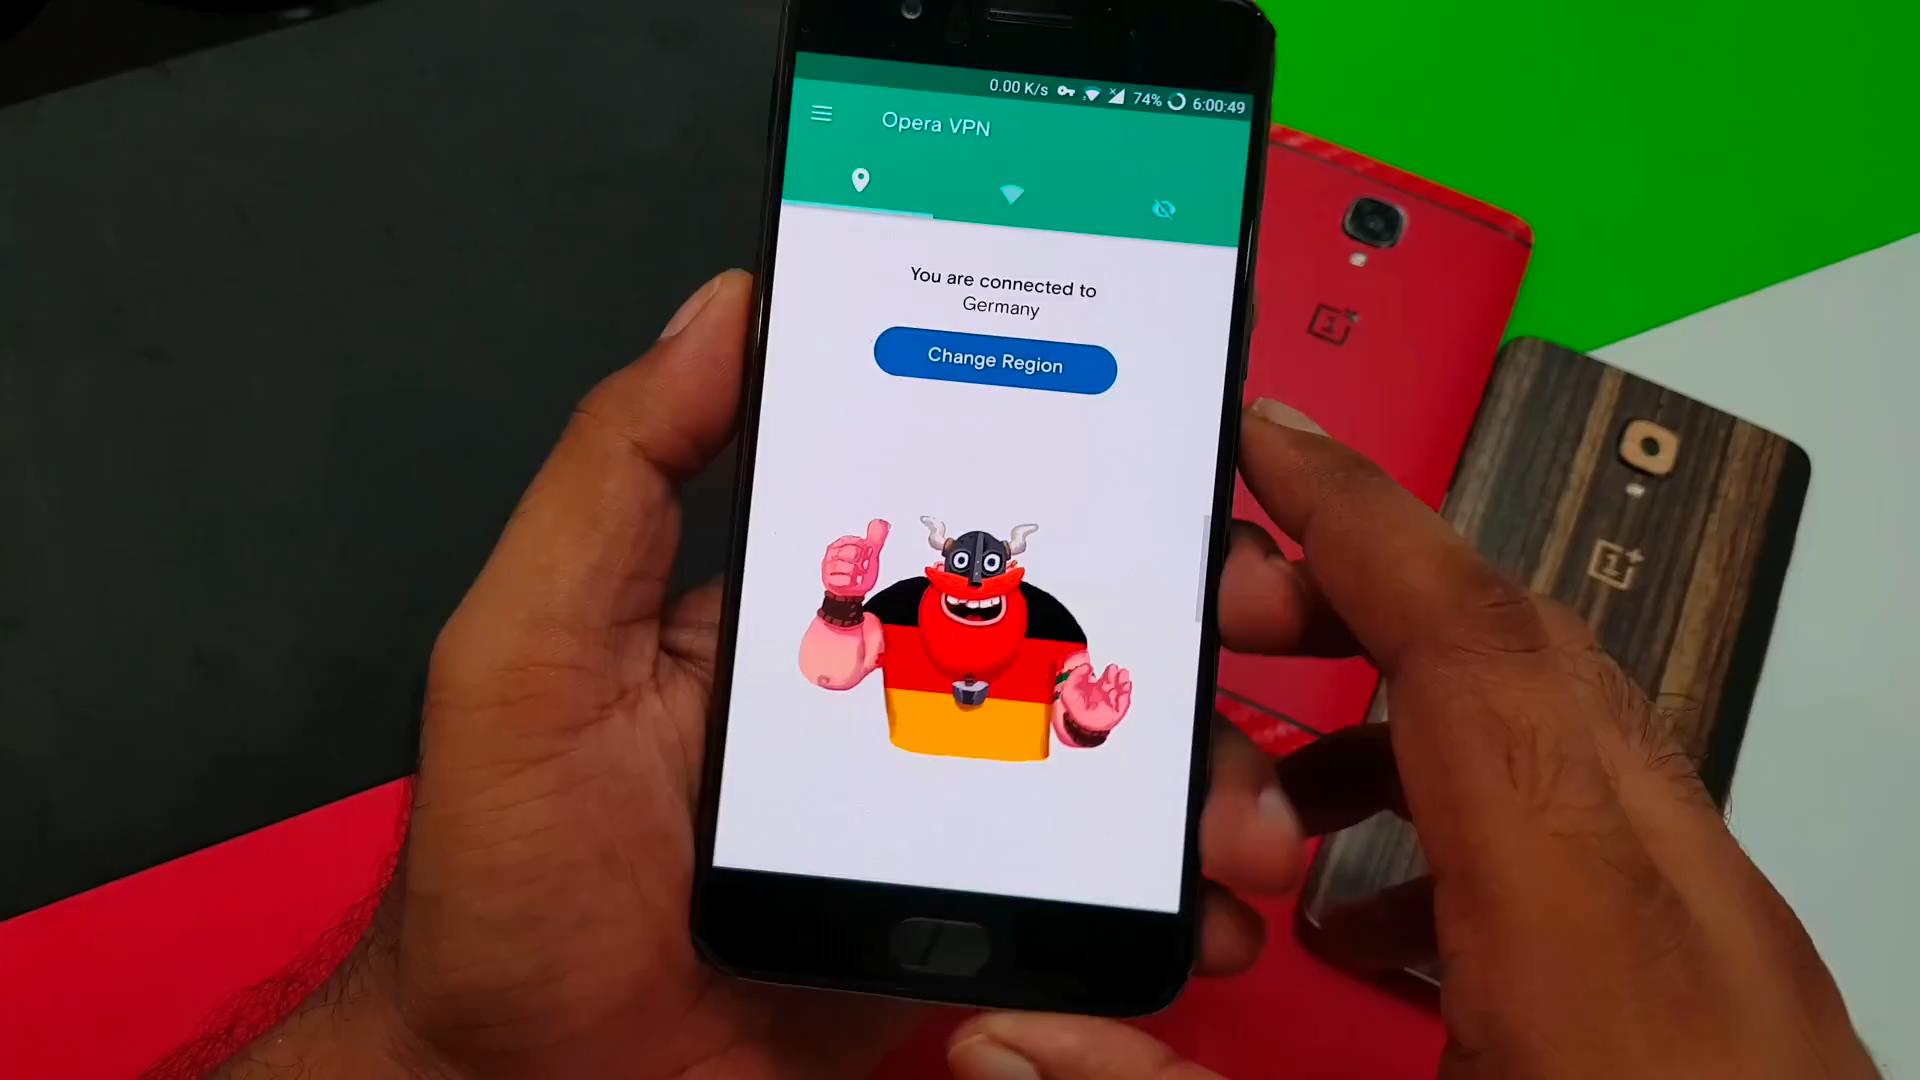 0.00 K/s 74% 6:00:49
Opera VPN
You are connected to
Germany
Change Region